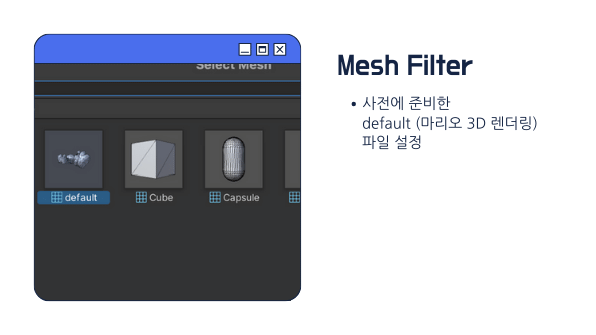 Select Mesh
default
Cube
Capsule
Mesh Filter
• 사전에 준비한
default (마리오 3D 렌더링)
파일 설정